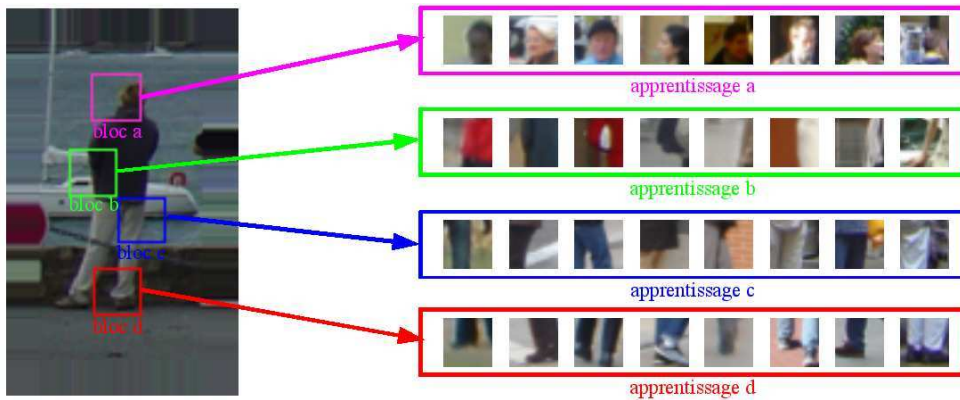 bloc a
bloc b
bloc c
bloc d
apprentissage a
apprentissage b
apprentissage c
apprentissage d